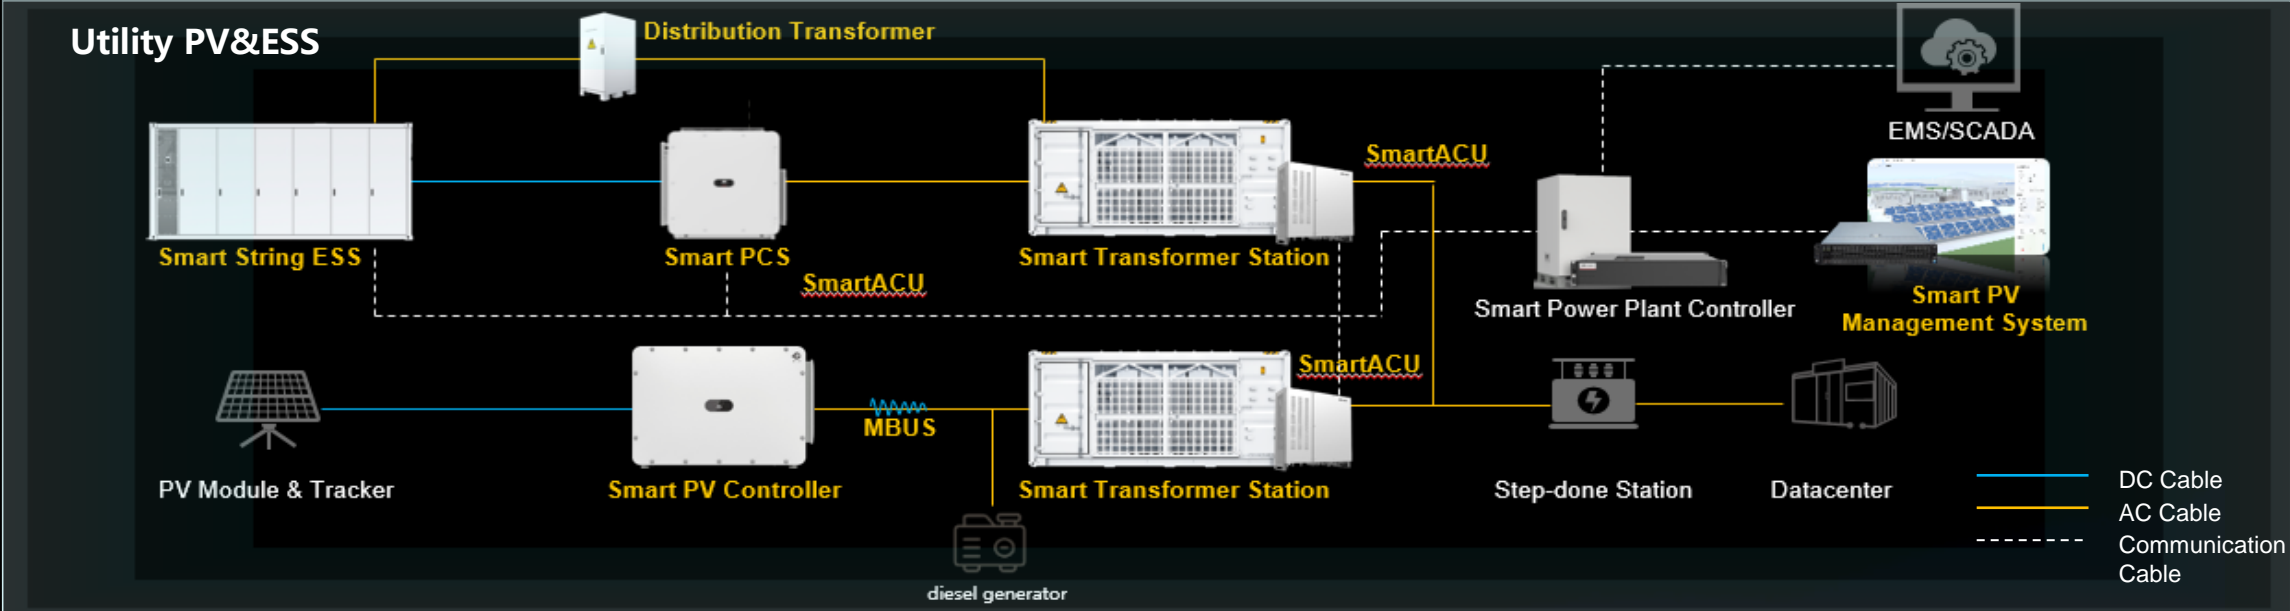 Utility PV&ESS
Distribution Transformer
EMS/SCADA
SmartACU
Smart String ESS
Smart PCS
Smart Transformer Station
SmartACU
Smart Power Plant Controller
Smart PV
Management System
SmartACU
MBUS
PV Module & Tracker
Smart PV Controller
Smart Transformer Station
Step-done Station
Datacenter
diesel generator
DC Cable
AC Cable
Communication
Cable